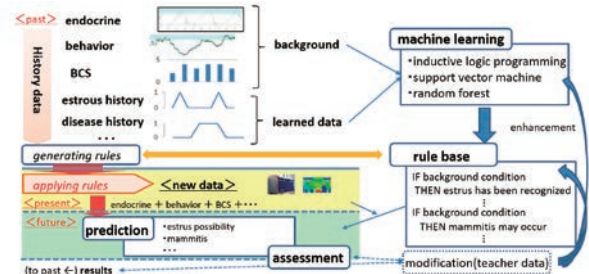 <past>
endocrine
behavior
BCS
estrous history
disease history
...
History data
background
learned data
machine learning
•inductive logic programming
•support vector machine
•random forest
enhancement
generating rules
rule base
applying rules
<new data>
<present>
endocrine + behavior + BCS +···
IF background condition
THEN estrus has been recognized
⋮
IF background condition
THEN mammitis may occur
⋮
<future>
prediction
•estrus possibility
•mammitis
...
assessment
modification(teacher data)
(to past ←) results